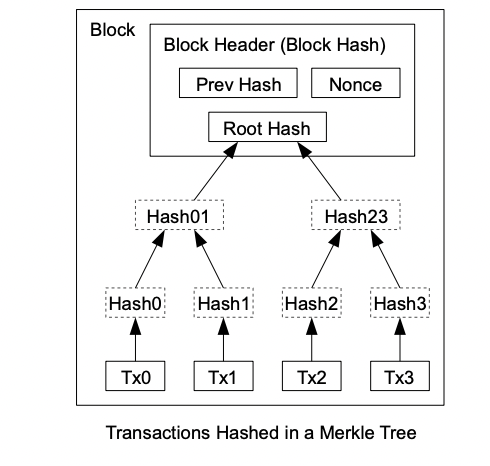 Block
Block Header (Block Hash)
Prev Hash
Nonce
Root Hash
Hash01
Hash23
Hash0
Hash1
Hash2
Hash3
Tx0
Tx1
Tx2
Tx3
Transactions Hashed in a Merkle Tree